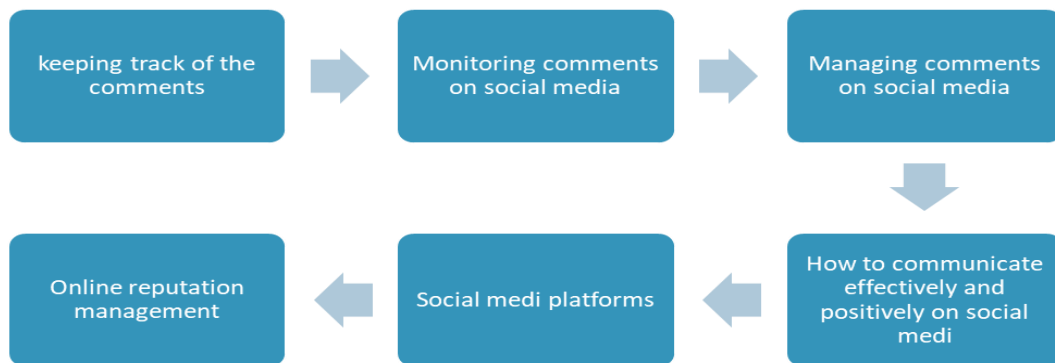 keeping track of the
comments
Monitoring comments
on social media
Managing comments
on social media
How to communicate
effectively and
positively on social
medi
Social medi platforms
Online reputation
management